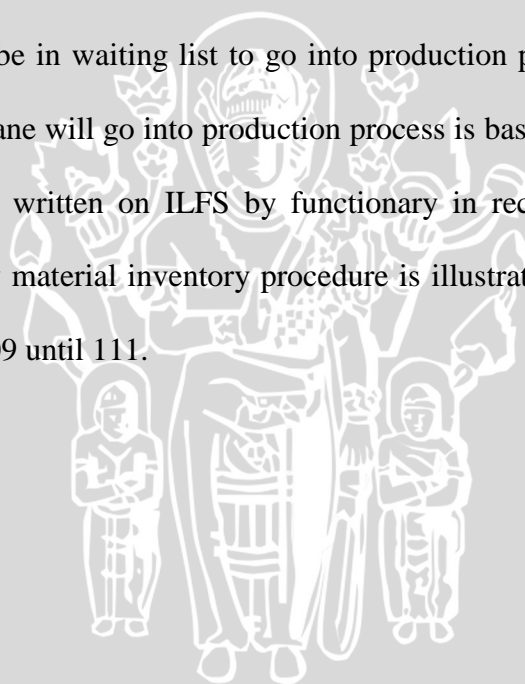 be in waiting list to go into production p
ane will go into production process is bas
written on ILFS by functionary in rec
material inventory procedure is illustrat
09 until 111.